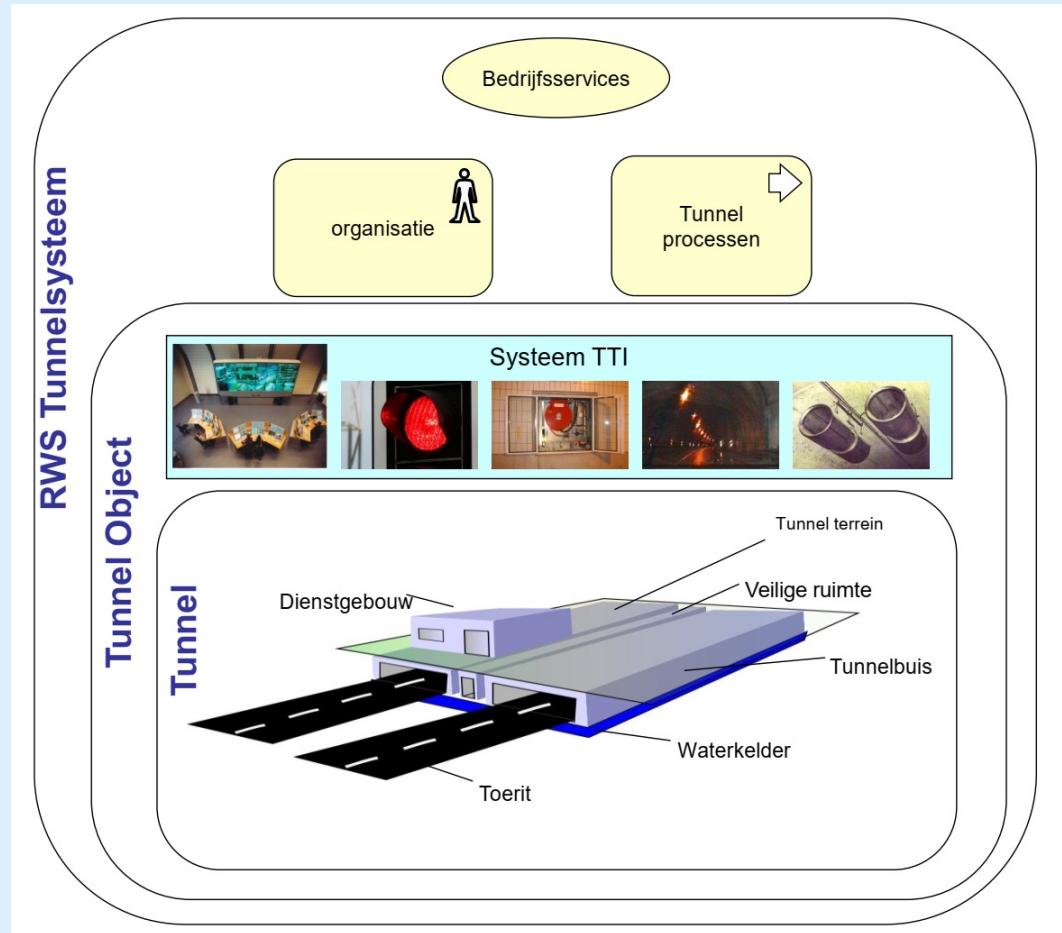 Bedrijfsservices
RWS Tunnelsysteem
organisatie
Tunnel
processen
Tunnel Object
Systeem TTI
Tunnel
Tunnel terrein
Veilige ruimte
Dienstgebouw
Tunnelbuis
Waterkelder
Toerit